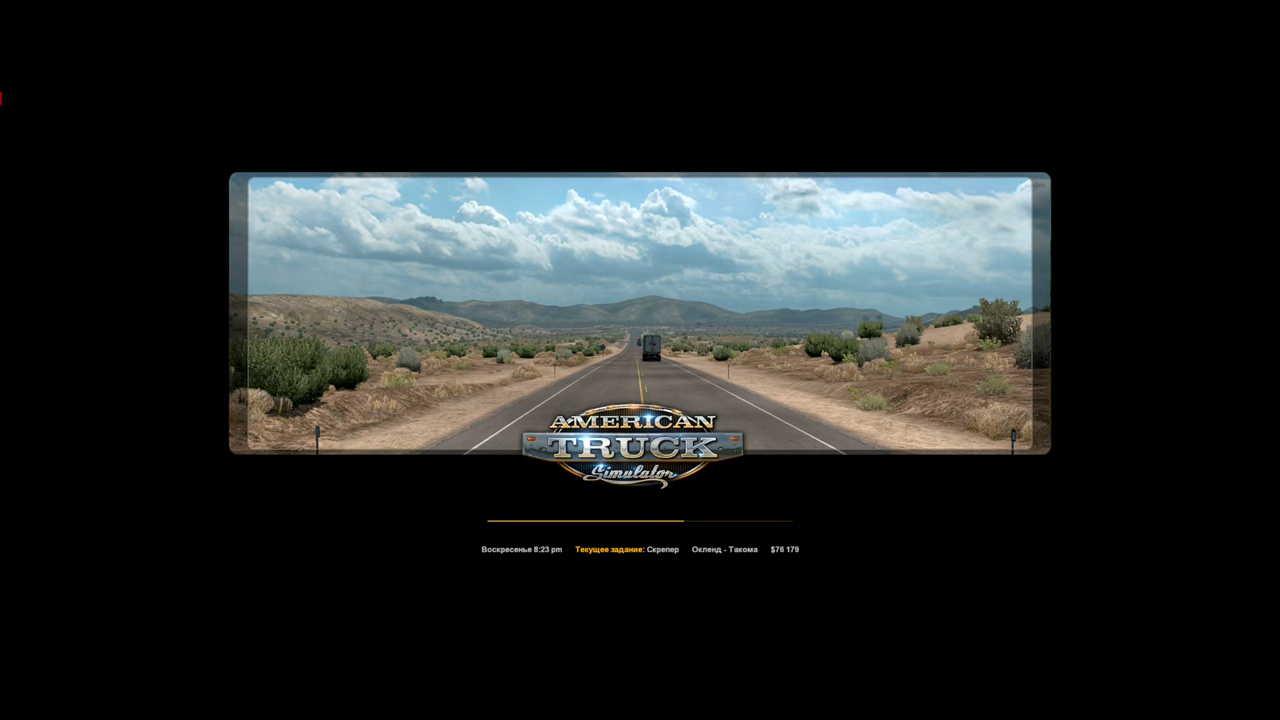 AMERICAN
TRUCK
Simulator
Воскресенье 8:23 pm Текущее задание: Скрепер Окленд - Такома $76 179